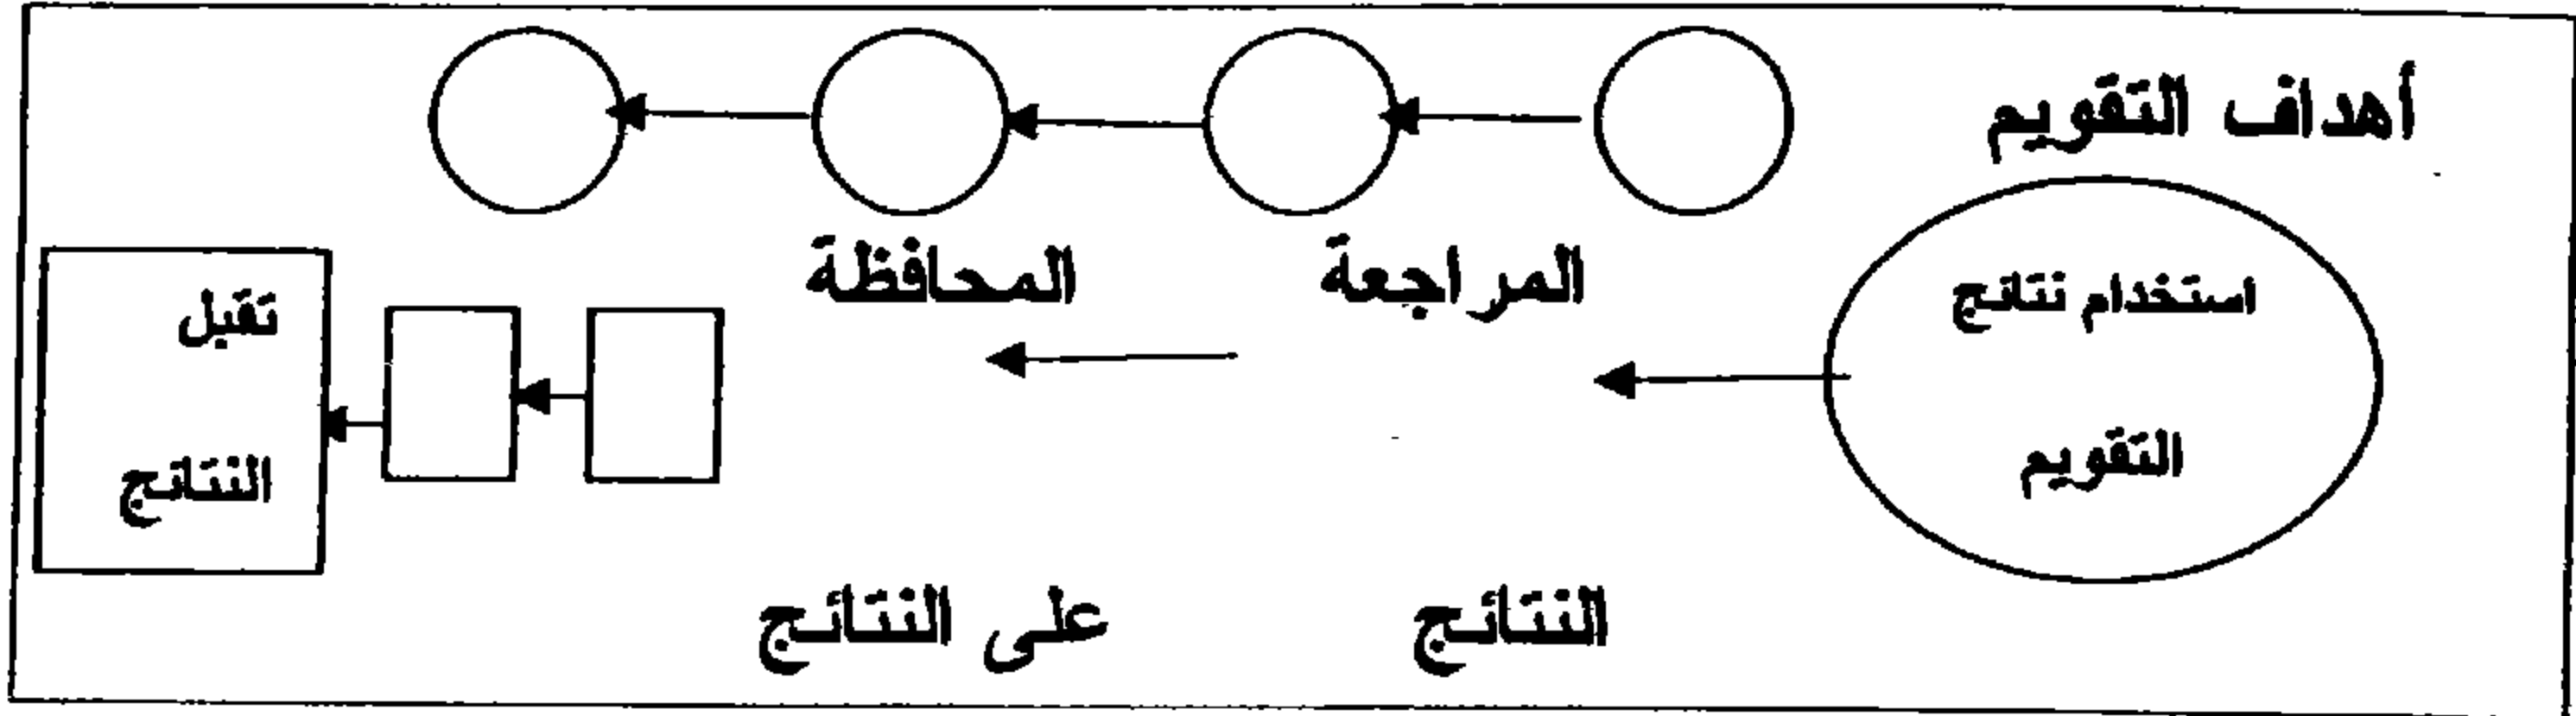 أهداف التقويم
استخدام نتائج
التقويم
المراجعة
النتائج
المحافظة
على النتائج
تقبل
النتائج